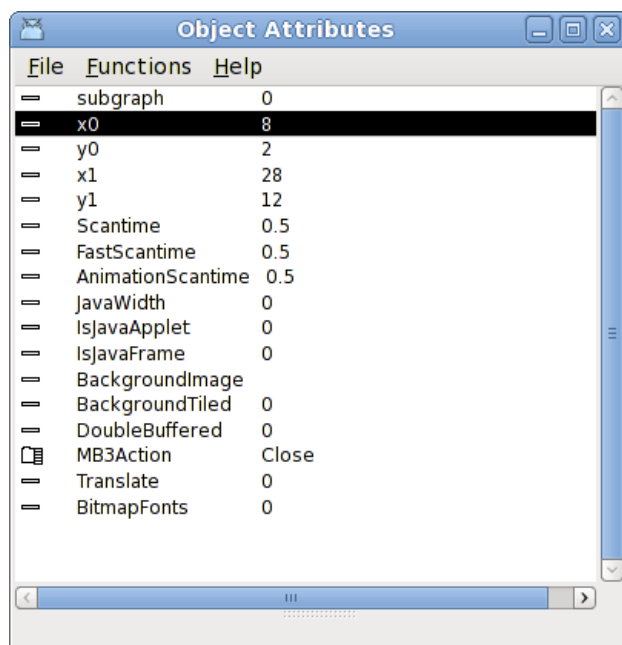 Object Attributes
File Functions Help
subgraph 0
x0 8
y0 2
x1 28
y1 12
Scantime 0.5
FastScantime 0.5
AnimationScantime 0.5
JavaWidth 0
IsJavaApplet 0
IsJavaFrame 0
BackgroundImage
BackgroundTiled 0
DoubleBuffered 0
MB3Action Close
Translate 0
BitmapFonts 0